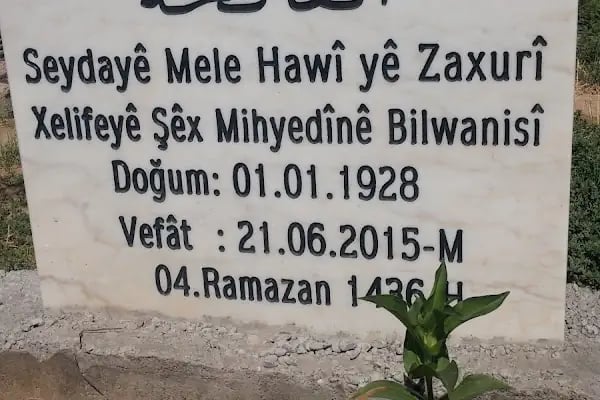 Seydayê Mele Hawî yê Zaxurî
Xelifeyê Şêx Mihyedînê Bilwanisî
Doğum: 01.01.1928
Vefât : 21.06.2015-M
04.Ramazan 1436 H